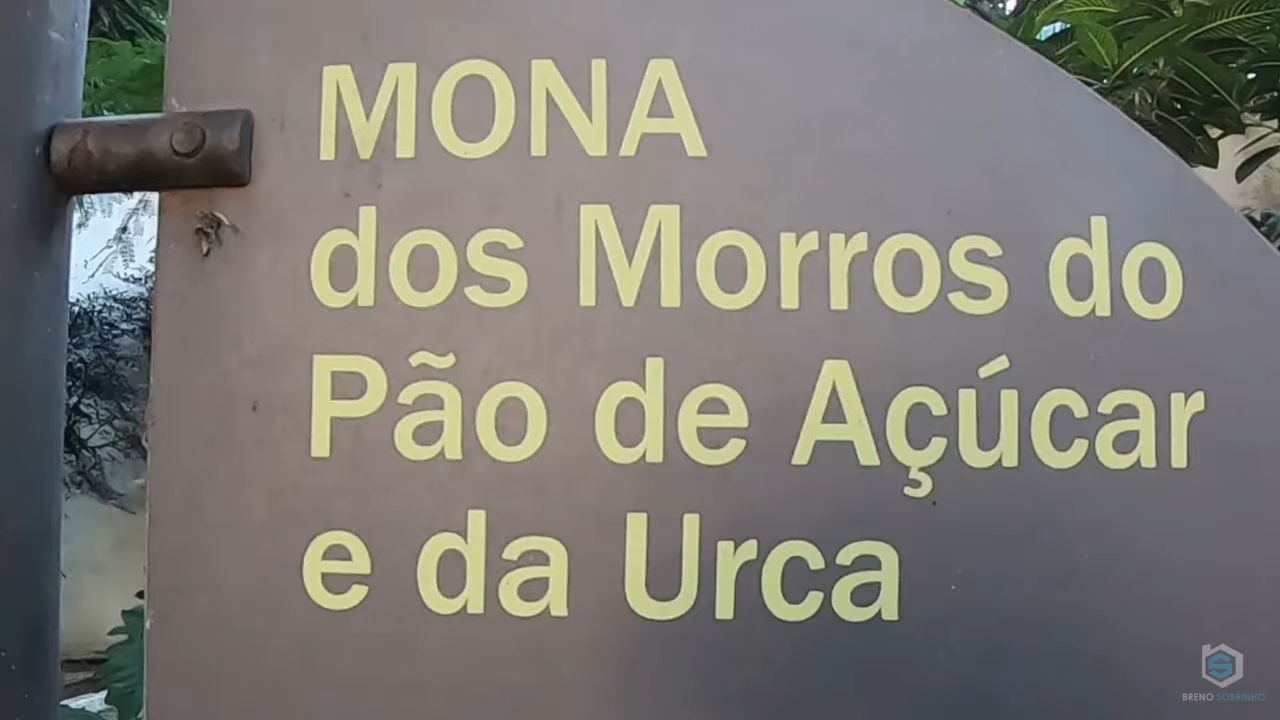 MONA
dos Morros do
Pão de Açúcar
e da Urca
BRENO SOBRINHO